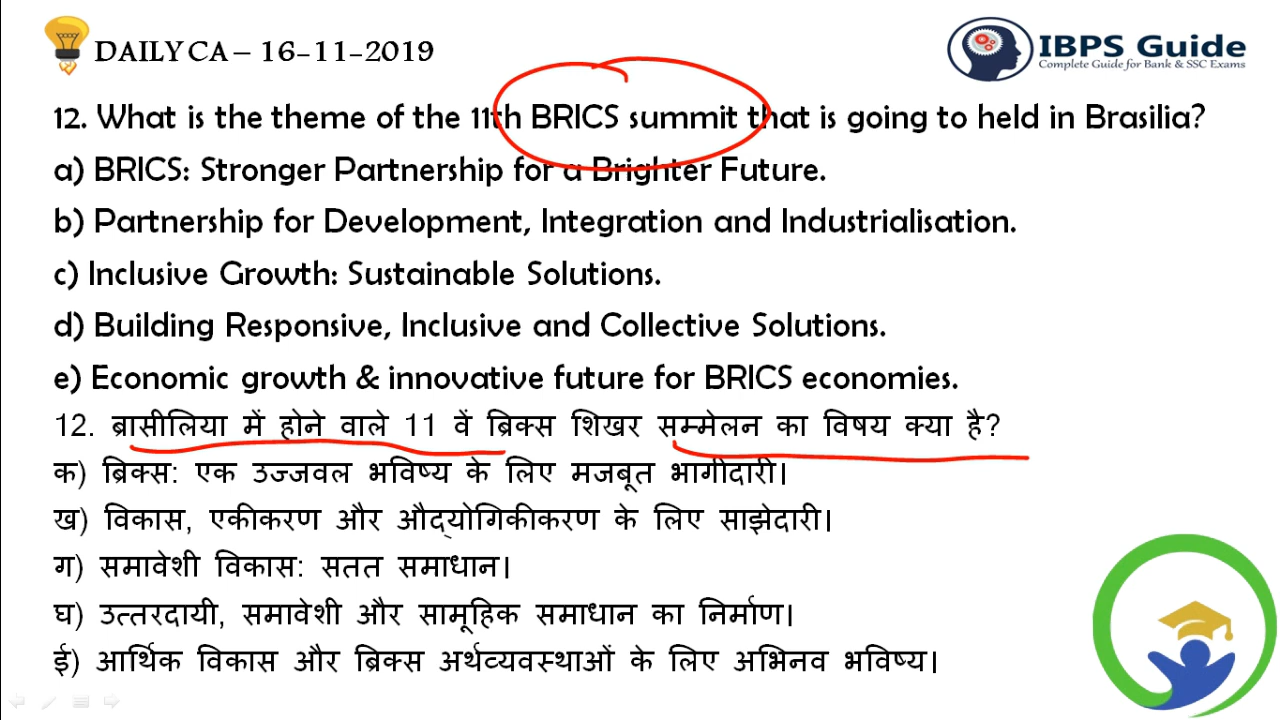 DAILY CA – 16-11-2019
IBPS Guide
Complete Guide for Bank & SSC Exams
12. What is the theme of the 11th BRICS summit that is going to held in Brasilia?
a) BRICS: Stronger Partnership for a Brighter Future.
b) Partnership for Development, Integration and Industrialisation.
c) Inclusive Growth: Sustainable Solutions.
d) Building Responsive, Inclusive and Collective Solutions.
e) Economic growth & innovative future for BRICS economies.
12. ब्रासीलिया में होने वाले 11 वें ब्रिक्स शिखर सम्मेलन का विषय क्या है?
क) ब्रिक्स: एक उज्जवल भविष्य के लिए मजबूत भागीदारी।
ख) विकास, एकीकरण और औद्योगिकीकरण के लिए साझेदारी।
ग) समावेशी विकास: सतत समाधान।
घ) उत्तरदायी, समावेशी और सामूहिक समाधान का निर्माण।
ई) आर्थिक विकास और ब्रिक्स अर्थव्यवस्थाओं के लिए अभिनव भविष्य।